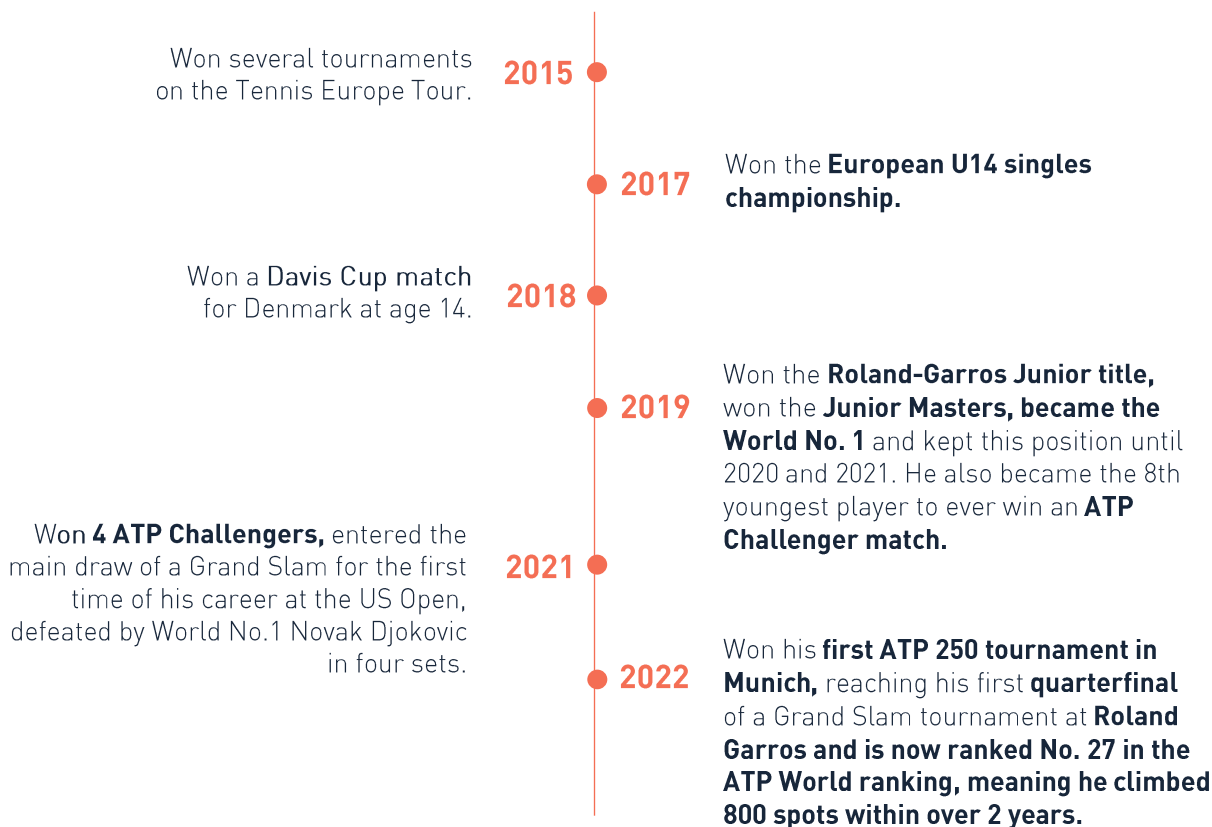 Won several tournaments
on the Tennis Europe Tour.
2015
2017
Won the European U14 singles
championship.
Won a Davis Cup match
for Denmark at age 14.
2018
2019
Won the Roland-Garros Junior title,
won the Junior Masters, became the
World No. 1 and kept this position until
2020 and 2021. He also became the 8th
youngest player to ever win an ATP
Challenger match.
Won 4 ATP Challengers, entered the
main draw of a Grand Slam for the first
time of his career at the US Open,
defeated by World No.1 Novak Djokovic
in four sets.
2021
2022
Won his first ATP 250 tournament in
Munich, reaching his first quarterfinal
of a Grand Slam tournament at Roland
Garros and is now ranked No. 27 in the
ATP World ranking, meaning he climbed
800 spots within over 2 years.